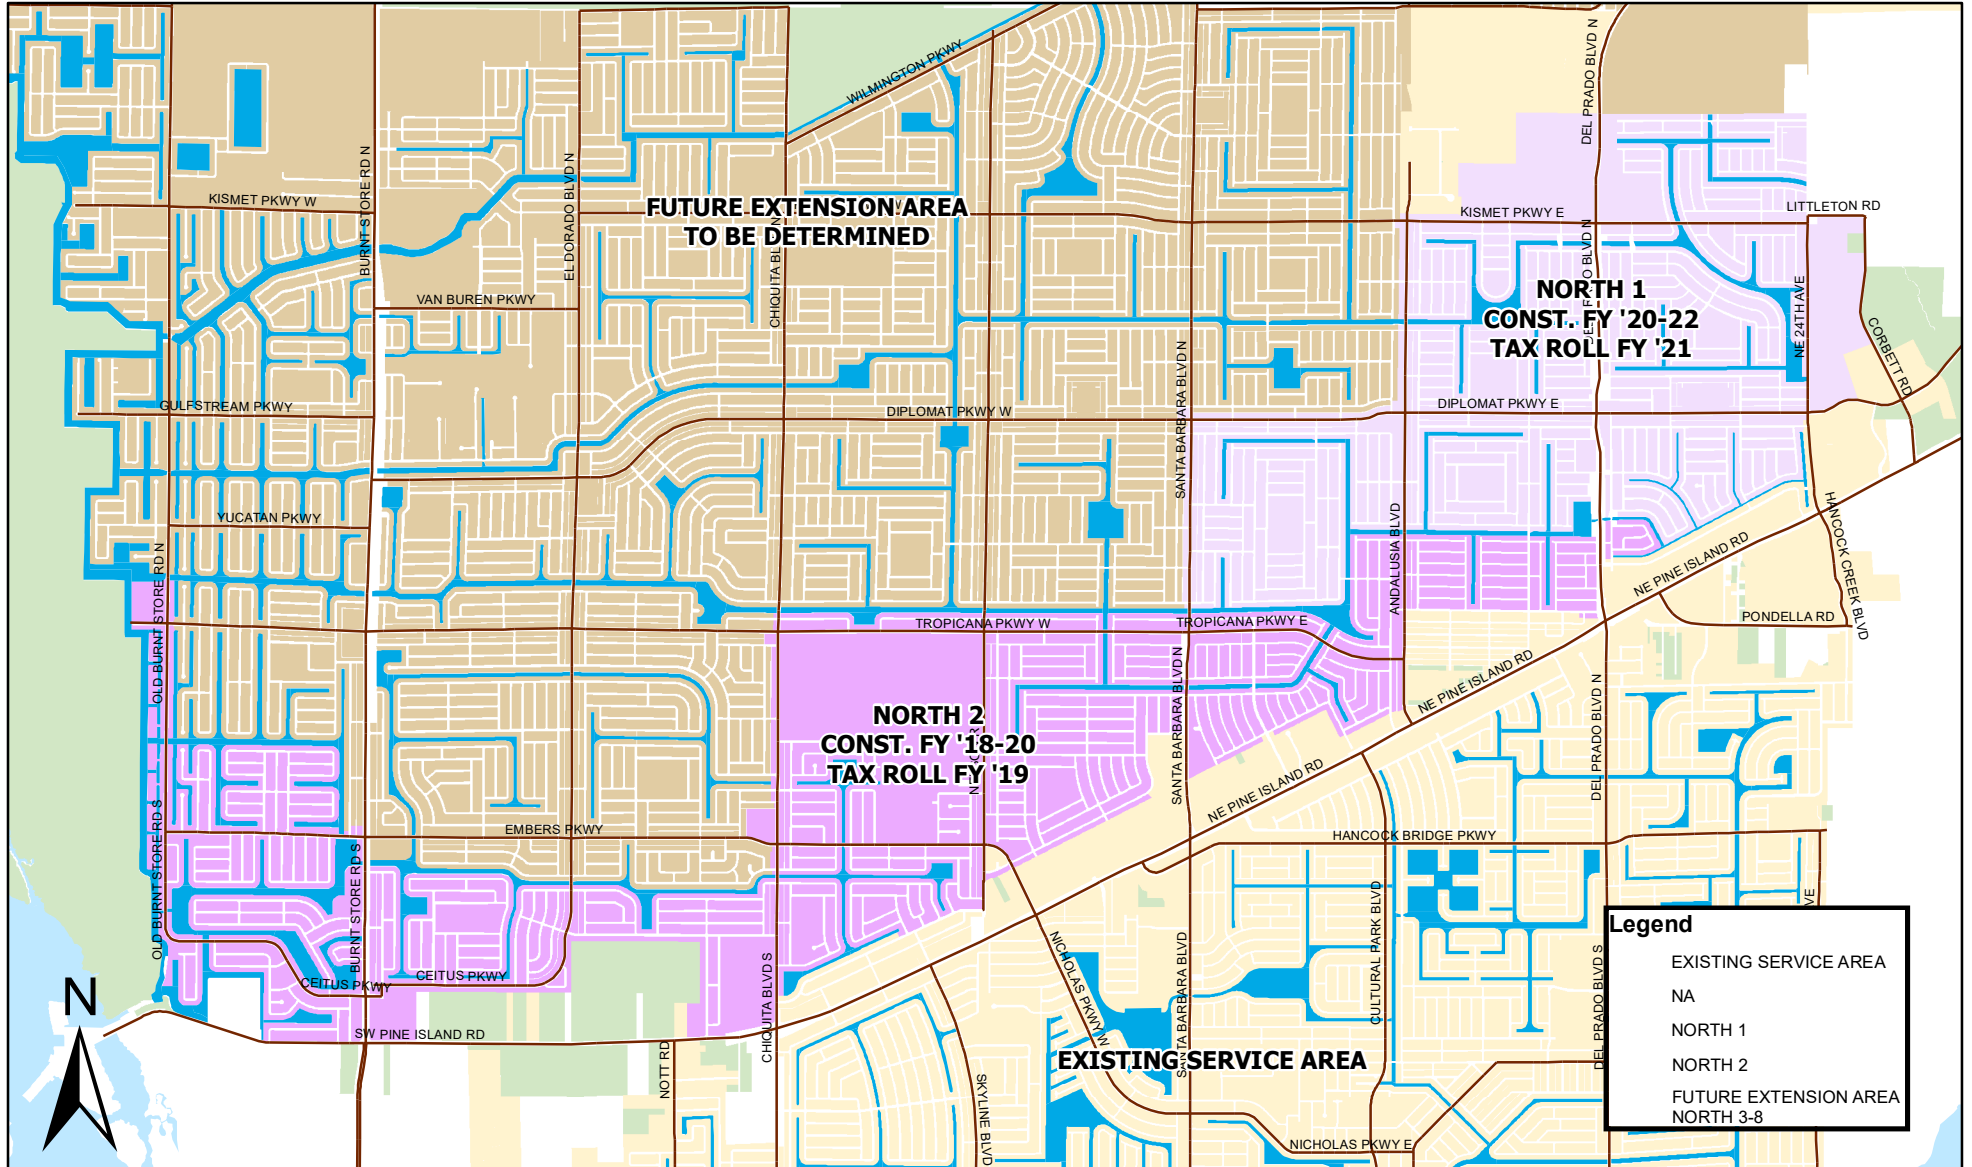 WILMINGTON PKWY
DEL PRADO BLVD N
BURNT STORE RD N
EL DORADO BLVD N
KISMET PKWY W
FUTURE EXTENSION AREA
TO BE DETERMINED
KISMET PKWY E
LITTLETON RD
CHIQUITA BLVD N
VAN BUREN PKWY
DEL PRADO BLVD N
NORTH 1
CONST. FY '20-22
TAX ROLL FY '21
NE 24TH AVE
CORBETT RD
GULFSTREAM PKWY
DIPLOMAT PKWY W
DIPLOMAT PKWY E
SANTA BARBARA BLVD N
YUCATAN PKWY
OLD BURNT STORE RD N
ANDALUSIA BLVD
HANCOCK CREEK BLVD
NE PINE ISLAND RD
PONDELLA RD
TROPICANA PKWY W
TROPICANA PKWY E
NE PINE ISLAND RD
SANTA BARBARA BLVD N
DEL PRADO BLVD N
NORTH 2
CONST. FY '18-20
TAX ROLL FY '19
NE PINE ISLAND RD
EMBERS PKWY
HANCOCK BRIDGE PKWY
OLD BURNT STORE RD S
BURNT STORE RD S
CULTURAL PARK BLVD
CEITUS PKWY
CEITUS PKWY
CHIQUITA BLVD S
NICHOLAS PKWY W
SANTA BARBARA BLVD
DEL PRADO BLVD S
AVE
SW PINE ISLAND RD
NOTT RD
SKYLINE BLVD
EXISTING SERVICE AREA
NICHOLAS PKWY E
N
Legend
EXISTING SERVICE AREA
NA
NORTH 1
NORTH 2
FUTURE EXTENSION AREA
NORTH 3-8